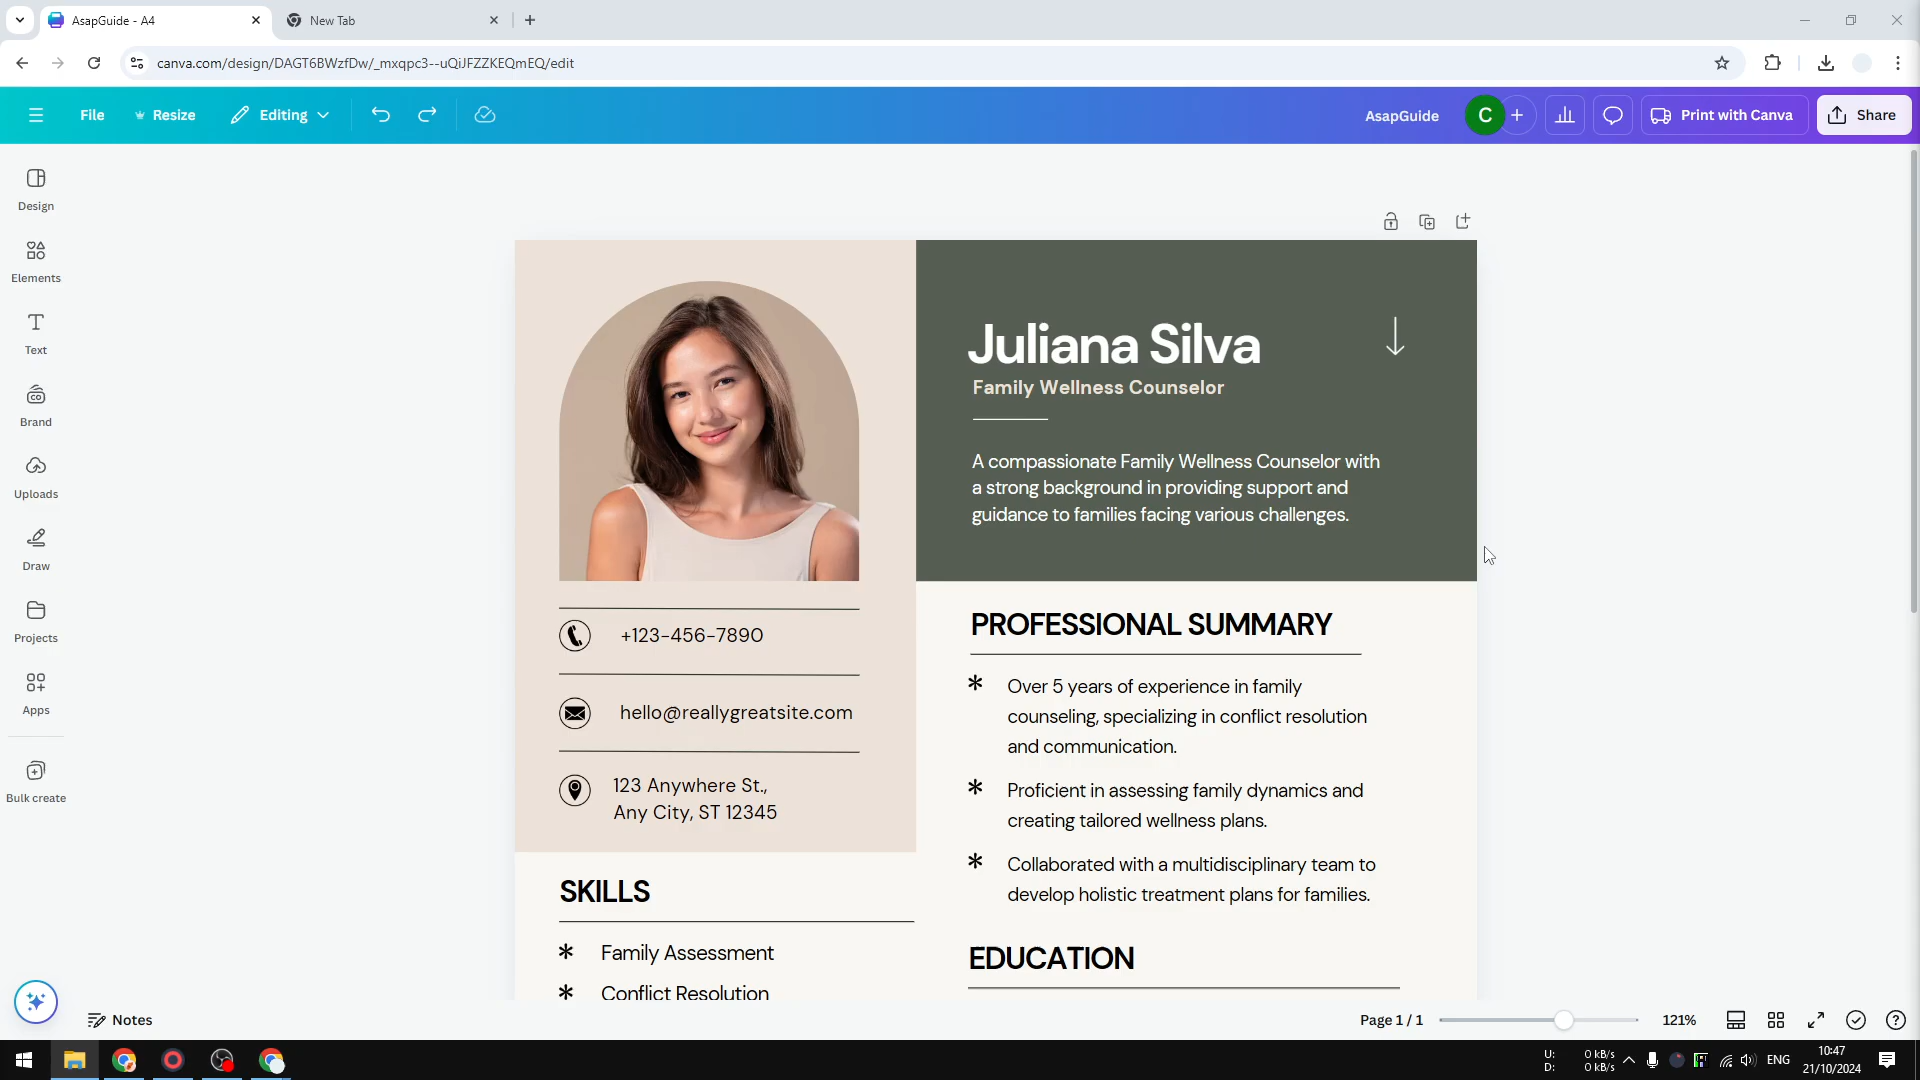 AsapGuide - A4
New Tab
canva.com/design/DAGT6BWzfDw/_mxqpc3--uQiJFZZKEQmEQ/edit
File
Resize
Editing
AsapGuide
C
Print with Canva
Share
Design
Elements
Text
Brand
Uploads
Draw
Projects
Apps
Bulk create
Juliana Silva
Family Wellness Counselor
A compassionate Family Wellness Counselor with
a strong background in providing support and
guidance to families facing various challenges.
+123-456-7890
hello@reallygreatsite.com
123 Anywhere St.,
Any City, ST 12345
SKILLS
* Family Assessment
* Conflict Resolution
PROFESSIONAL SUMMARY
* Over 5 years of experience in family
counseling, specializing in conflict resolution
and communication.
* Proficient in assessing family dynamics and
creating tailored wellness plans.
* Collaborated with a multidisciplinary team to
develop holistic treatment plans for families.
EDUCATION
Notes
Page 1 / 1
121%
U: 0 kB/s
D: 0 kB/s
ENG
10:47
21/10/2024